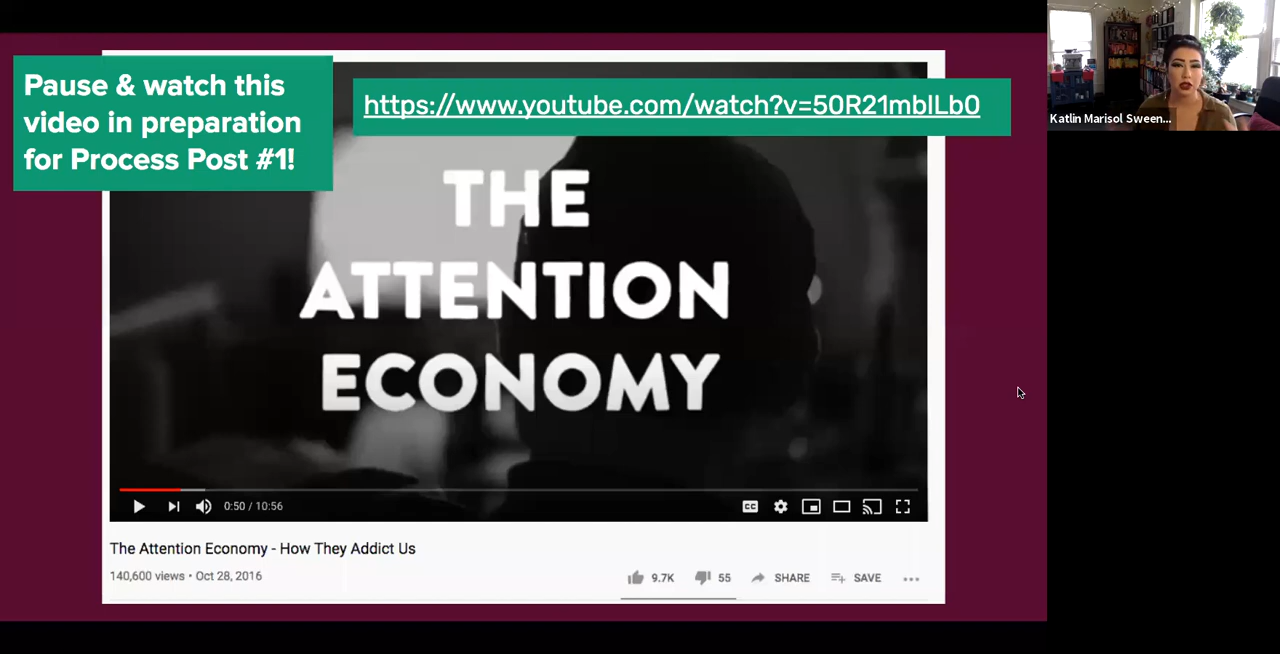 Pause & watch this
video in preparation
for Process Post #1!
https://www.youtube.com/watch?v=50R21mblLb0
Katlin Marisol Sween...
THE
ATTENTION
ECONOMY
0:50 / 10:56
CC
The Attention Economy - How They Addict Us
140,600 views • Oct 28, 2016
9.7K
55
SHARE
SAVE